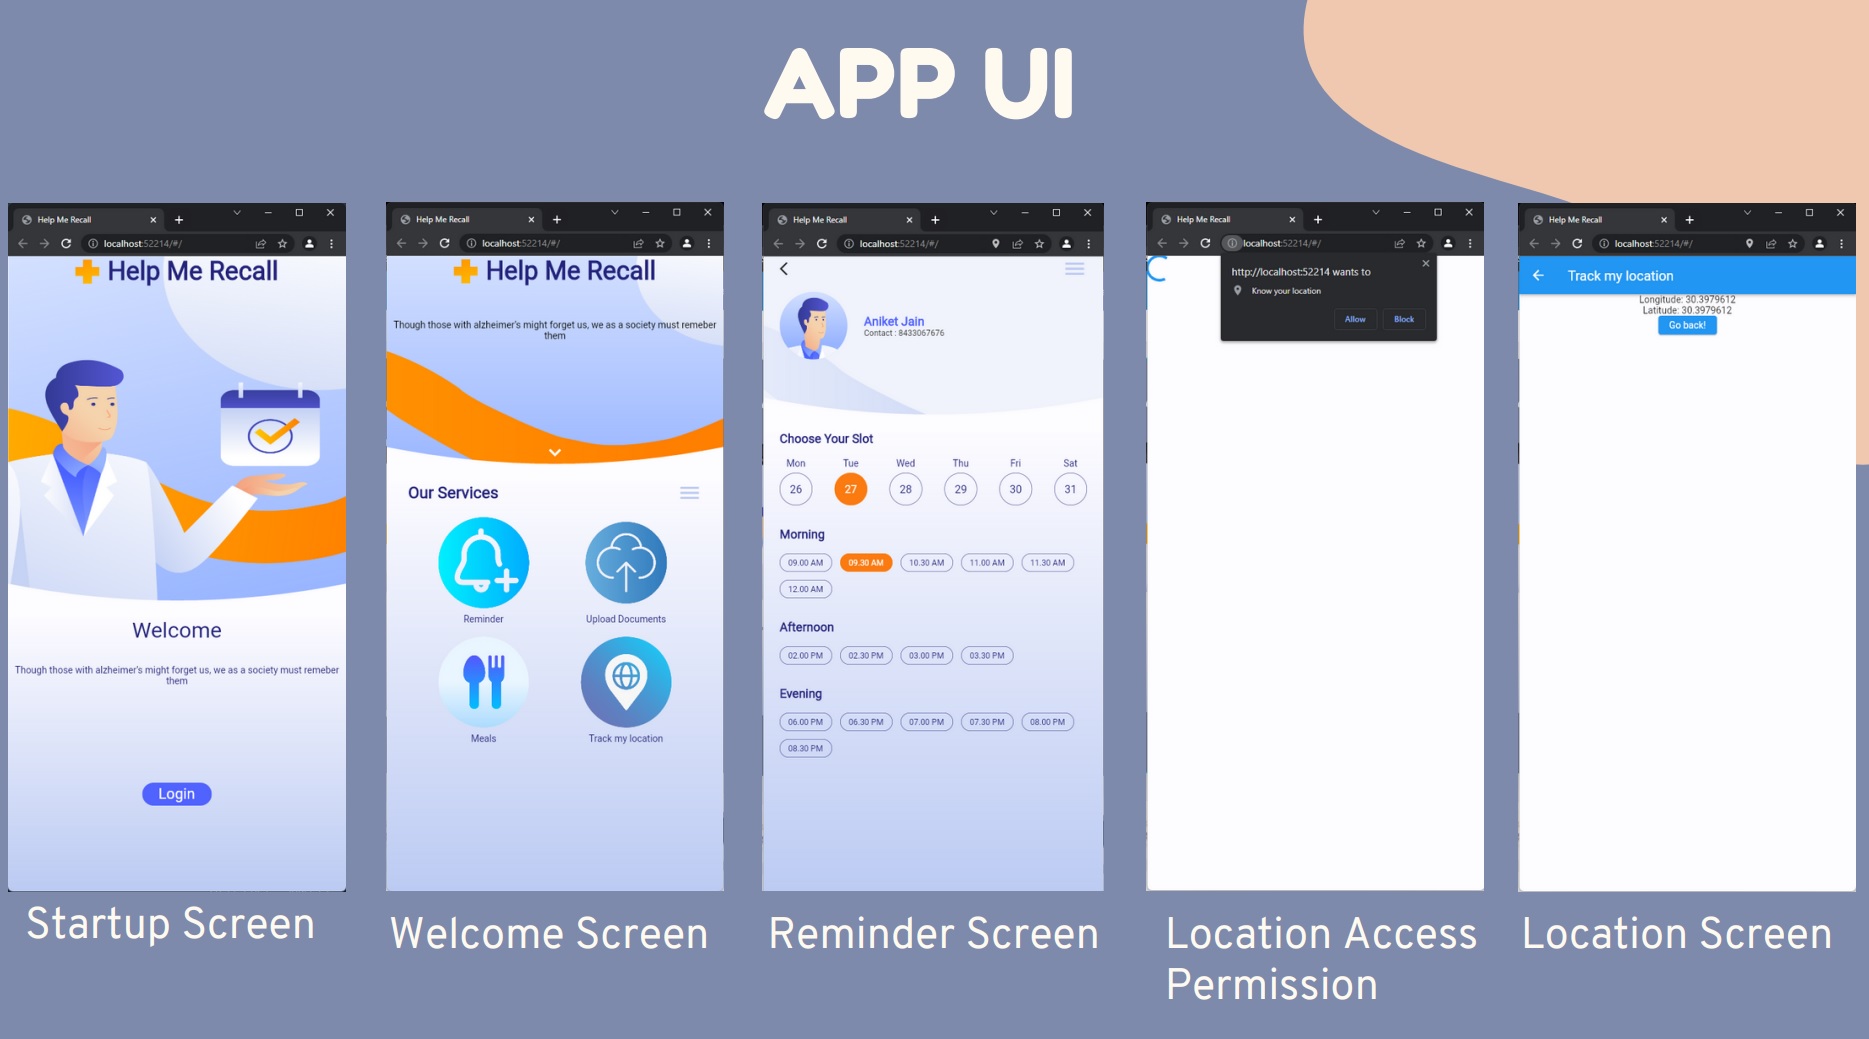 APP UI
Help Me Recall
localhost:52214/#/
Help Me Recall
Welcome
Though those with alzheimer's might forget us, we as a society must remeber
them
Login
Startup Screen
Help Me Recall
localhost:52214/#/
Help Me Recall
Though those with alzheimer's might forget us, we as a society must remeber
them
Our Services
Reminder Upload Documents
Meals Track my location
Welcome Screen
Help Me Recall
localhost:52214/#/
Aniket Jain
Contact : 8433067676
Choose Your Slot
Mon Tue Wed Thu Fri Sat
26 27 28 29 30 31
Morning
09.00 AM 09.30 AM 10.30 AM 11.00 AM 11.30 AM
12.00 AM
Afternoon
02.00 PM 02.30 PM 03.00 PM 03.30 PM
Evening
06.00 PM 06.30 PM 07.00 PM 07.30 PM 08.00 PM
08.30 PM
Reminder Screen
Help Me Recall
localhost:52214/#/
http://localhost:52214 wants to
Know your location
Allow Block
Location Access
Permission
Help Me Recall
localhost:52214/#/
Track my location
Longitude: 30.3979612
Latitude: 30.3979612
Go back!
Location Screen